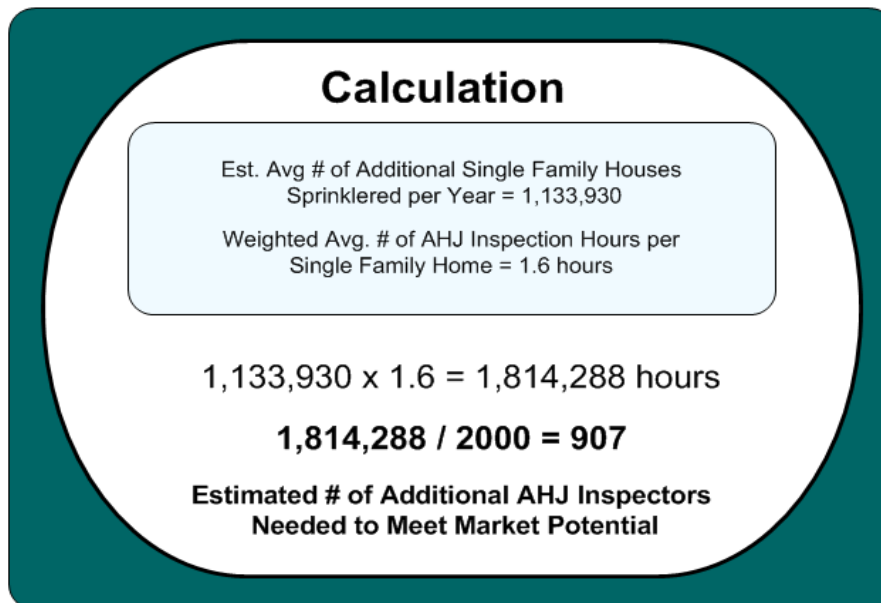 Calculation
Est. Avg # of Additional Single Family Houses
Sprinklered per Year = 1,133,930
Weighted Avg. # of AHJ Inspection Hours per
Single Family Home = 1.6 hours
1,133,930 x 1.6 = 1,814,288 hours
1,814,288 / 2000 = 907
Estimated # of Additional AHJ Inspectors
Needed to Meet Market Potential